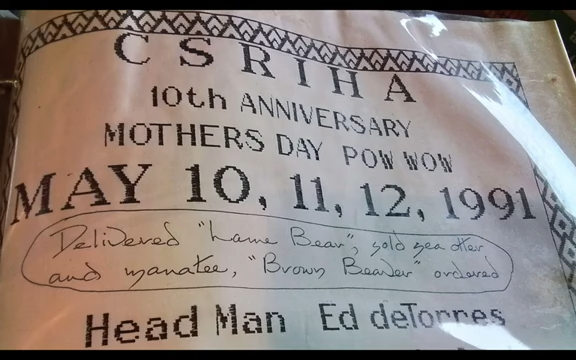 CSRIHA
10th ANNIVERSARY
MOTHERS DAY POW WOW
MAY 10, 11, 12, 1991
Delivered "Lame Bear", sold sea otter
and manatee, "Brown Beaver" ordered
Head Man Ed deTorres